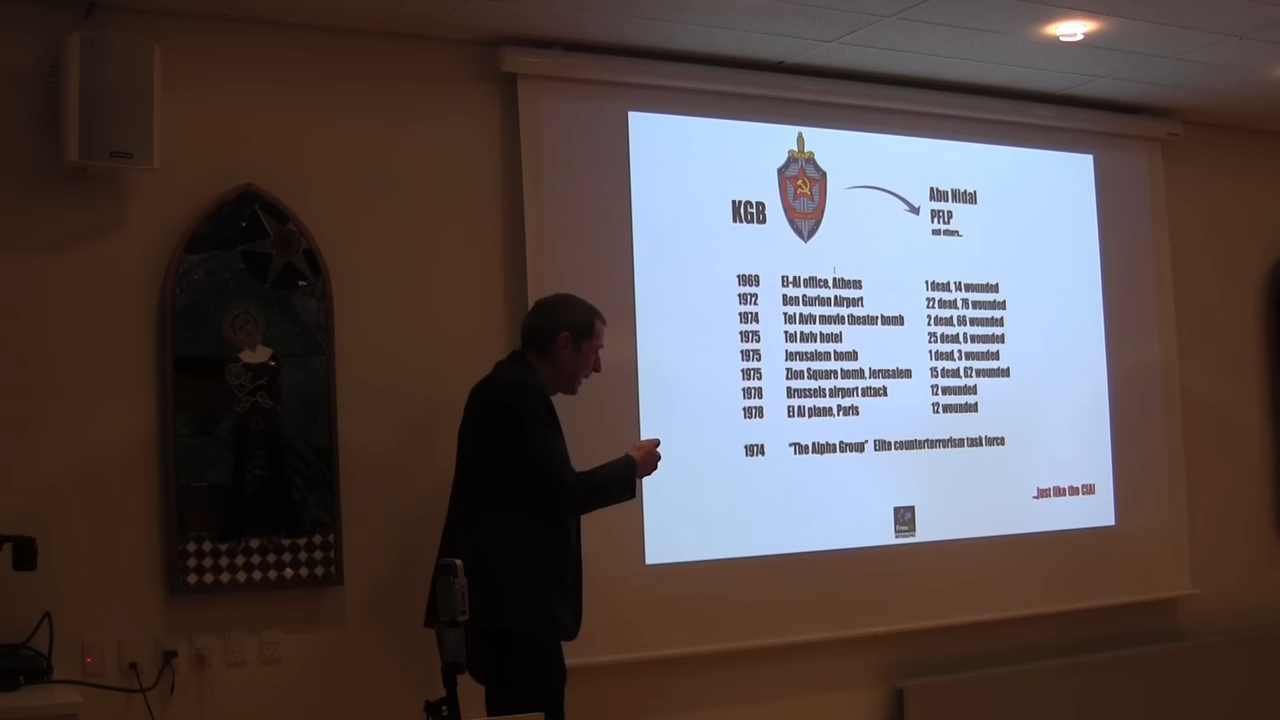 KGB
Abu Nidal
PFLP
and others...
1969 El-Al office, Athens 1 dead, 14 wounded
1972 Ben Gurion Airport 22 dead, 76 wounded
1974 Tel Aviv movie theater bomb 2 dead, 66 wounded
1975 Tel Aviv hotel 25 dead, 6 wounded
1975 Jerusalem bomb 1 dead, 3 wounded
1975 Zion Square bomb, Jerusalem 15 dead, 62 wounded
1978 Brussels airport attack 12 wounded
1978 El Al plane, Paris 12 wounded
1974 "The Alpha Group" Elite counterterrorism task force
...just like the CIA!